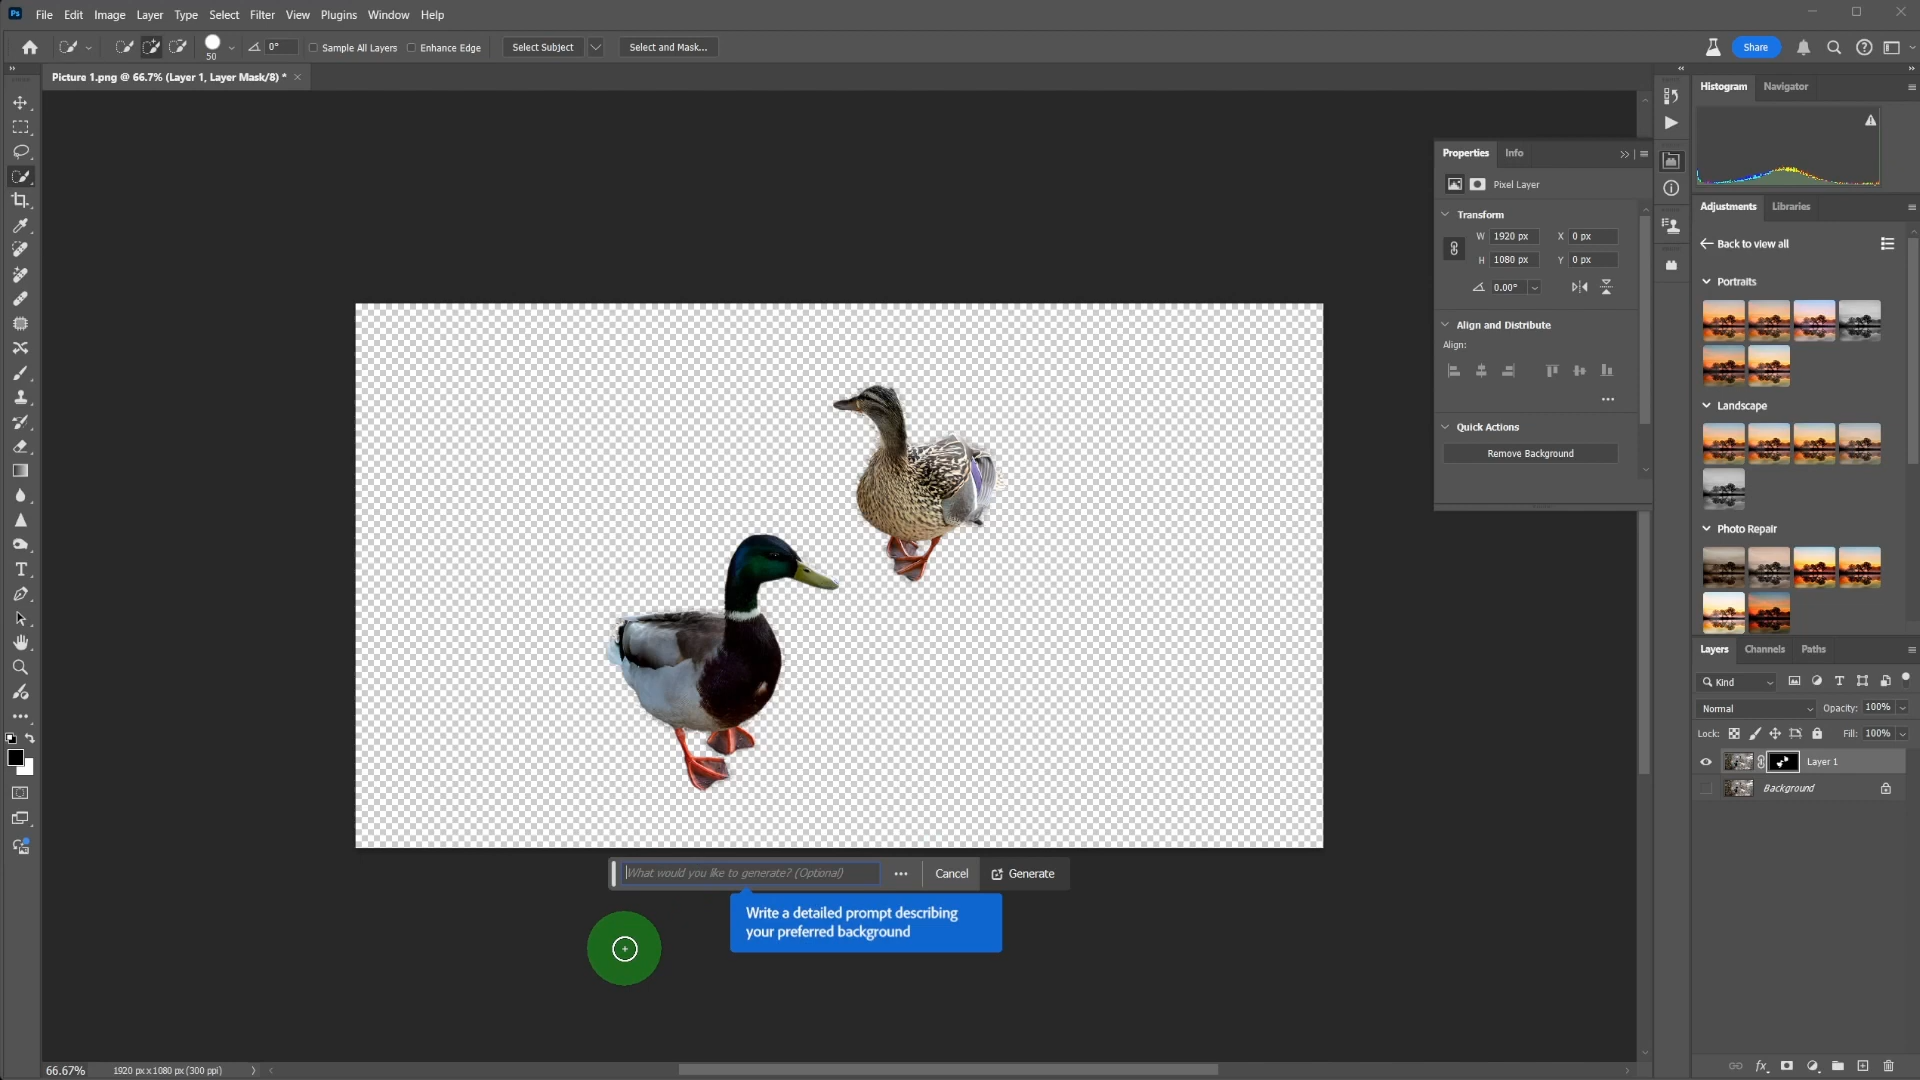 Ps File Edit Image Layer Type Select Filter View Plugins Window Help
50 0° Sample All Layers Enhance Edge Select Subject Select and Mask... Share
Picture 1.png @ 66.7% (Layer 1, Layer Mask/8) * ×
Histogram Navigator
Properties Info
Pixel Layer
Transform
W 1920 px X 0 px
H 1080 px Y 0 px
0.00°
Align and Distribute
Align:
Quick Actions
Remove Background
Adjustments Libraries
Back to view all
Portraits
Landscape
Photo Repair
Layers Channels Paths
Kind
Normal Opacity: 100%
Lock: Fill: 100%
Layer 1
Background
What would you like to generate? (Optional) Cancel Generate
Write a detailed prompt describing
your preferred background
66.67% 1920 px x 1080 px (300 ppi)